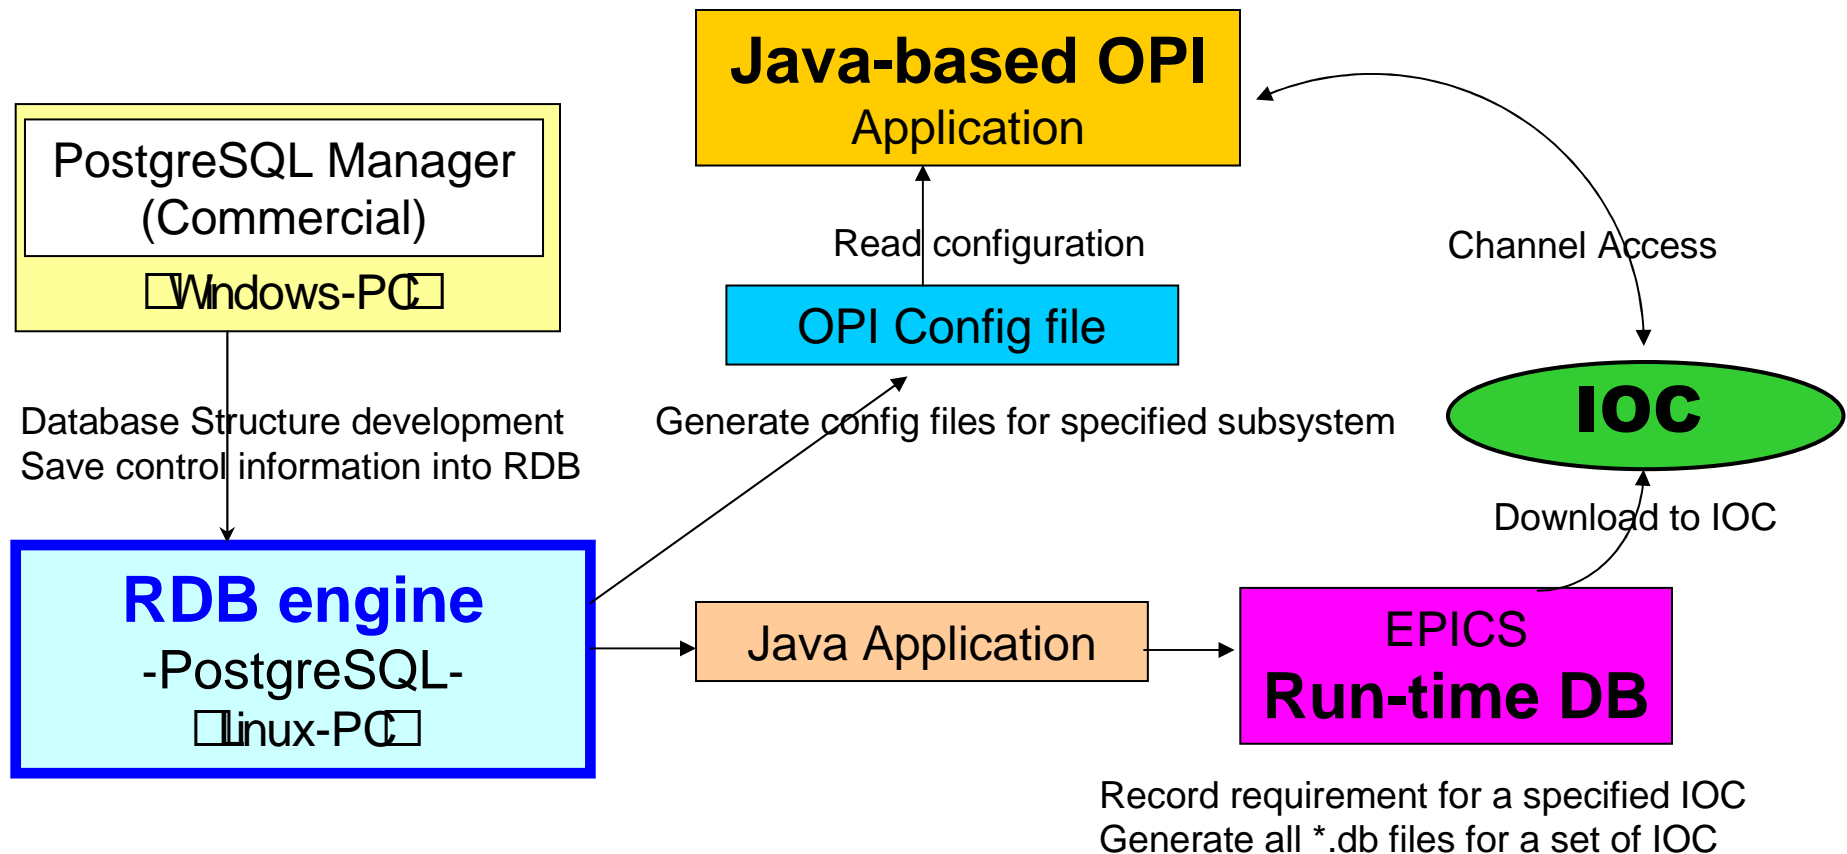 Java-based OPI
Application
PostgreSQL Manager
(Commercial)
□Windows-PC□
Read configuration
Channel Access
OPI Config file
IOC
Database Structure development
Save control information into RDB
Generate config files for specified subsystem
Download to IOC
RDB engine
-PostgreSQL-
□Linux-PC□
Java Application
EPICS
Run-time DB
Record requirement for a specified IOC
Generate all *.db files for a set of IOC